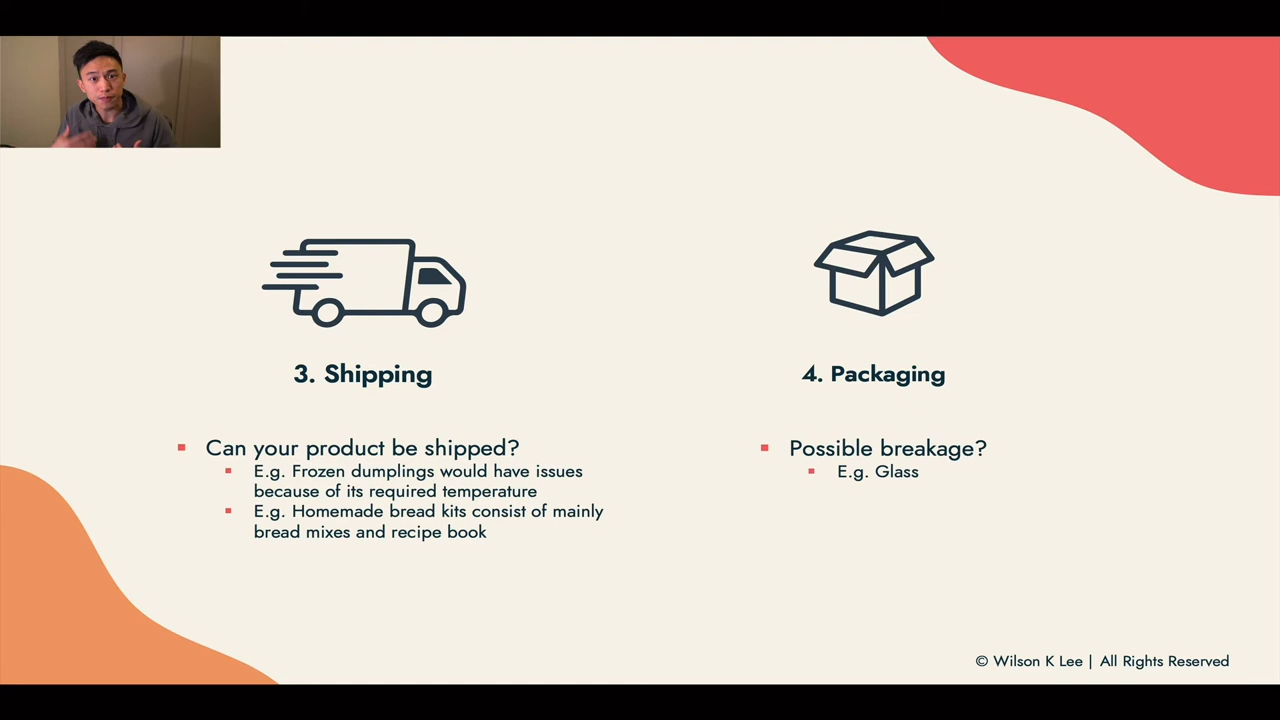 3. Shipping
Can your product be shipped?
E.g. Frozen dumplings would have issues
because of its required temperature
E.g. Homemade bread kits consist of mainly
bread mixes and recipe book
4. Packaging
Possible breakage?
E.g. Glass
© Wilson K Lee | All Rights Reserved